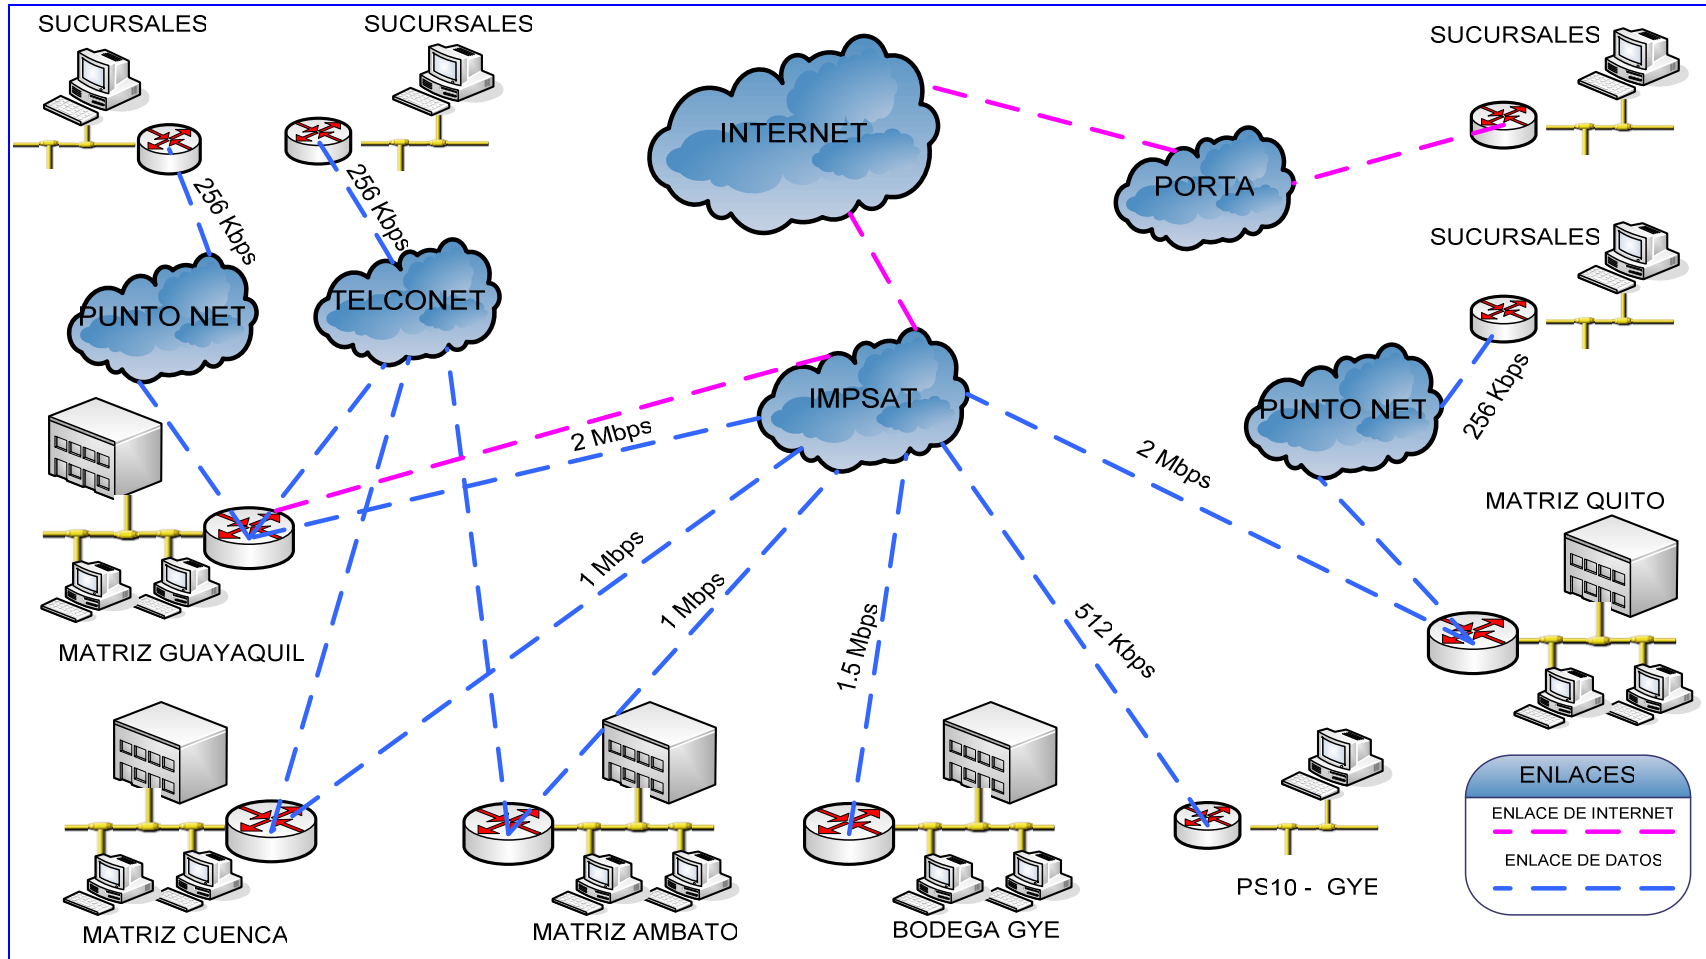 SUCURSALES
SUCURSALES
SUCURSALES
INTERNET
PORTA
256 Kbps
256 Kbps
SUCURSALES
PUNTO NET
TELCONET
IMPSAT
PUNTO NET
256 Kbps
2 Mbps
2 Mbps
MATRIZ QUITO
1 Mbps
1 Mbps
1.5 Mbps
512 Kbps
MATRIZ GUAYAQUIL
ENLACES
ENLACE DE INTERNET
ENLACE DE DATOS
PS10 - GYE
MATRIZ CUENCA
MATRIZ AMBATO
BODEGA GYE